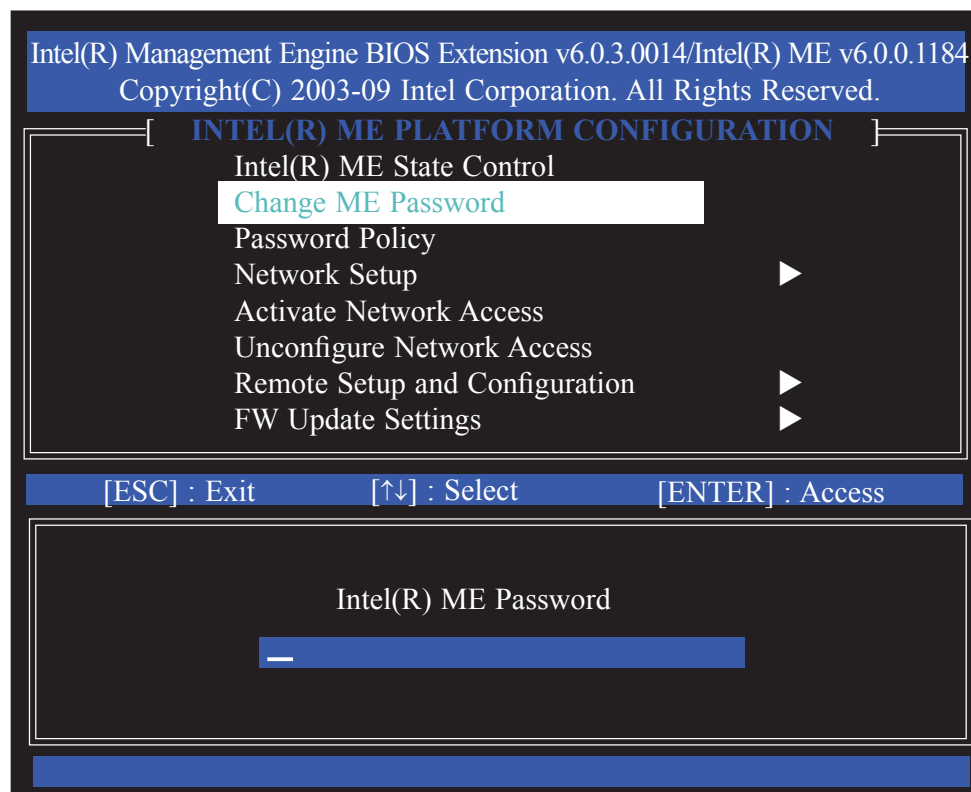 Intel(R) Management Engine BIOS Extension v6.0.3.0014/Intel(R) ME v6.0.0.1184
Copyright(C) 2003-09 Intel Corporation. All Rights Reserved.
[ INTEL(R) ME PLATFORM CONFIGURATION ]
Intel(R) ME State Control
Change ME Password
Password Policy
Network Setup ▶
Activate Network Access
Unconfigure Network Access
Remote Setup and Configuration ▶
FW Update Settings ▶
[ESC] : Exit [↑↓] : Select [ENTER] : Access
Intel(R) ME Password
_